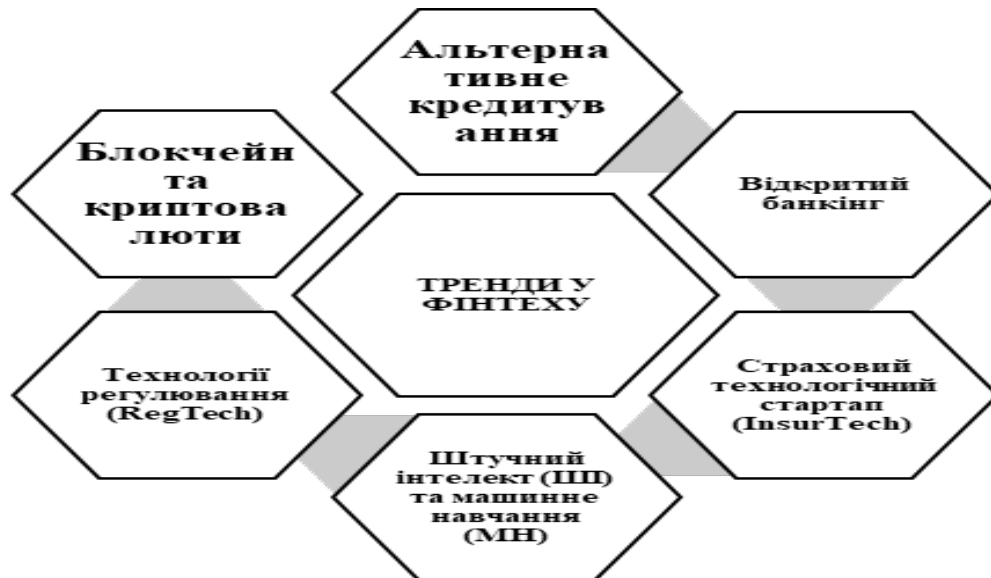 Альтерна
тивне
кредитув
ання
Блокчейн
та
криптова
люти
Відкритий
банкінг
ТРЕНДИ У
ФІНТЕХУ
Технології
регулювання
(RegTech)
Страховий
технологічний
стартап
(InsurTech)
Штучний
інтелект (ШІ)
та машинне
навчання
(МН)